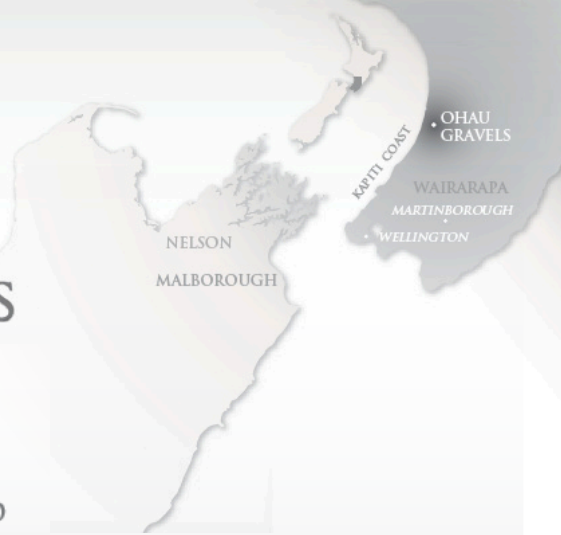 OHAU
GRAVELS
KAPITI COAST
WAIRARAPA
MARTINBOROUGH
WELLINGTON
NELSON
MALBOROUGH
S